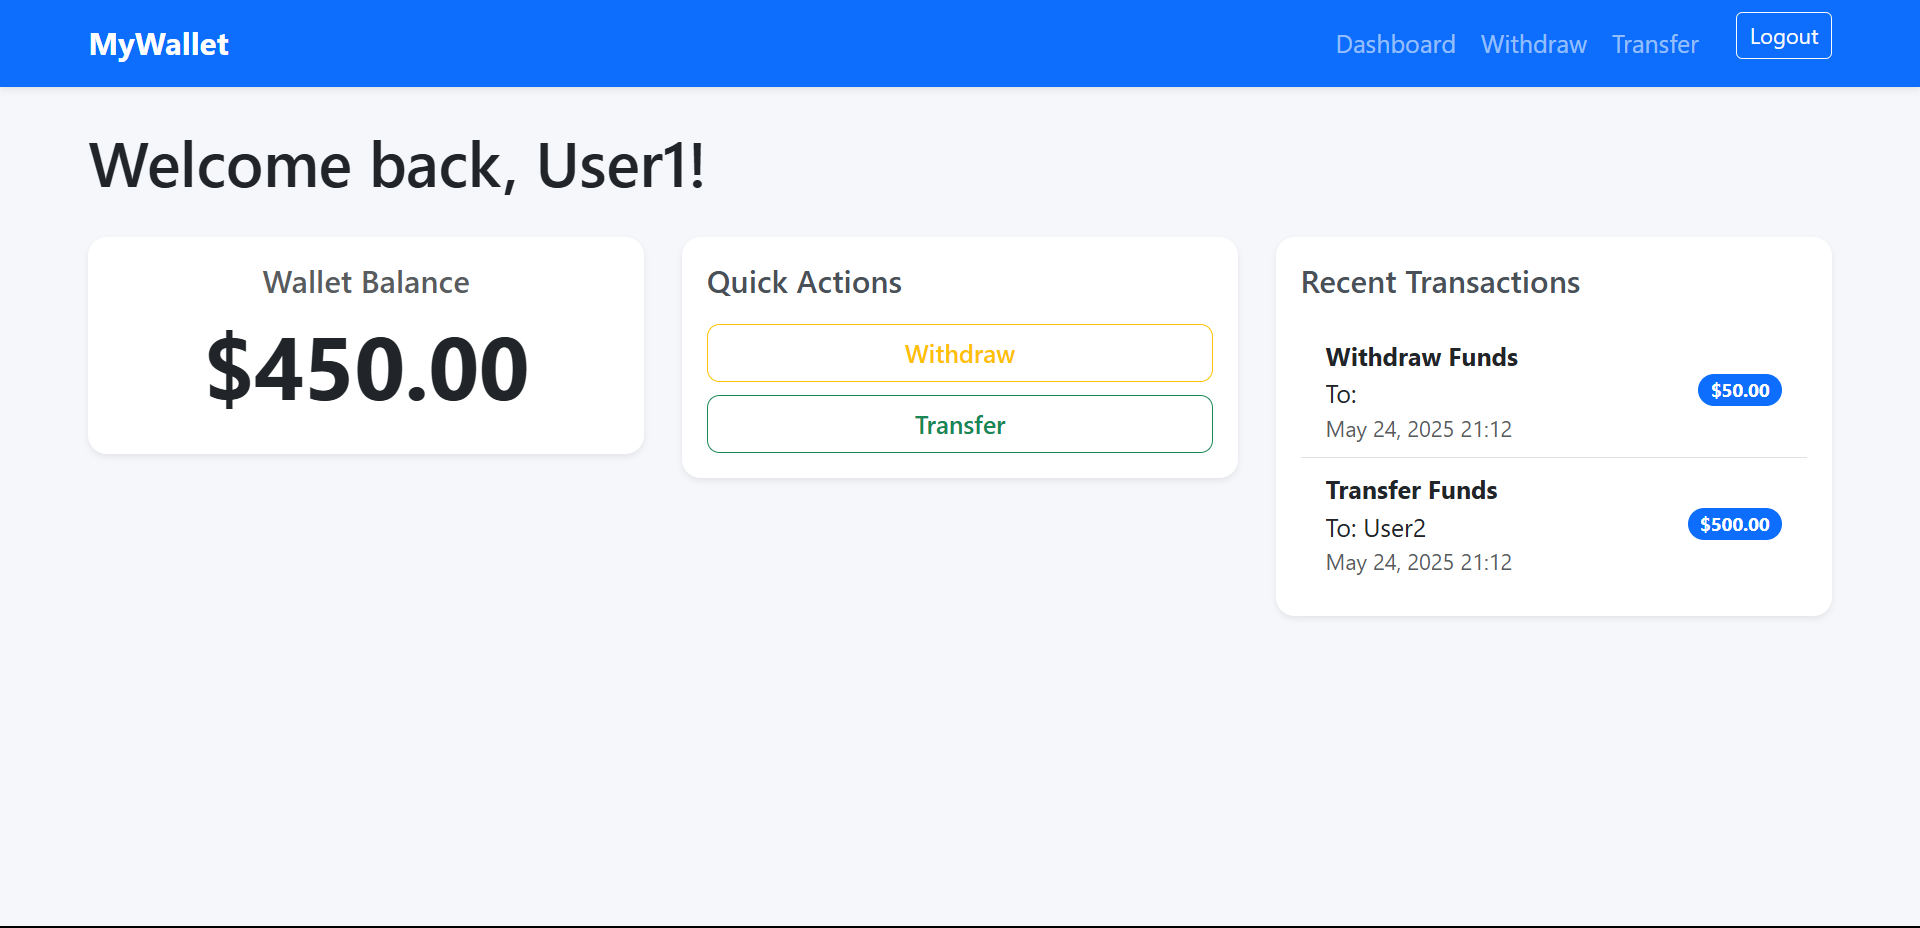 MyWallet
Dashboard Withdraw Transfer Logout
Welcome back, User1!
Wallet Balance
$450.00
Quick Actions
Withdraw
Transfer
Recent Transactions
Withdraw Funds
To:
$50.00
May 24, 2025 21:12
Transfer Funds
To: User2
$500.00
May 24, 2025 21:12